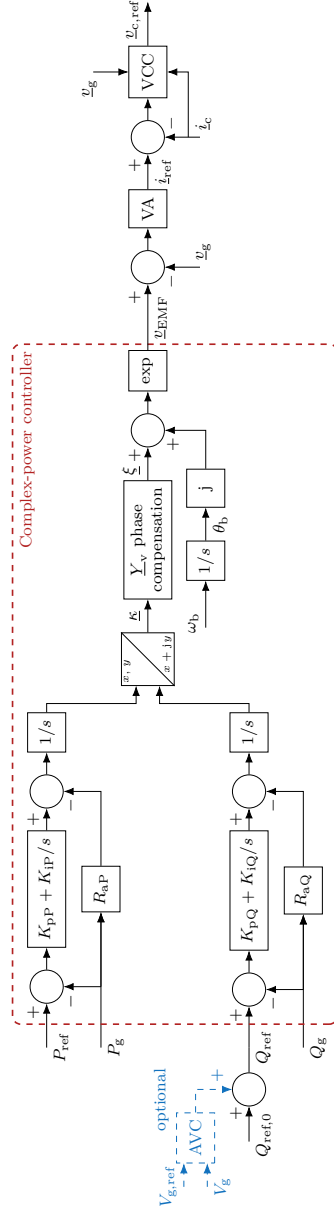 Complex-power controller
P_ref
+
−
K_pP + K_iP/s
+
−
1/s
P_g
R_aP
optional
V_g,ref
V_g
AVC
+
Q_ref,0
+
Q_ref
+
−
K_pQ + K_iQ/s
+
−
1/s
Q_g
R_aQ
x, y
x + jy
κ
Y_v phase
compensation
ξ
+
+
ω_b
1/s
θ_b
j
exp
v_EMF
+
−
v_g
VA
i_ref
+
−
i_c
v_g
VCC
v_c,ref